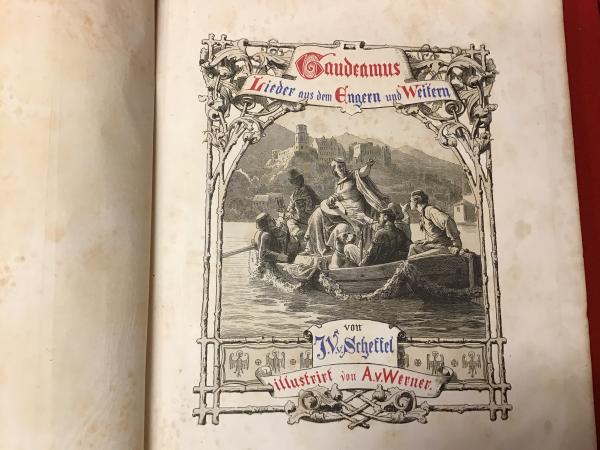 Gaudeamus
Lieder aus dem Engern und Weitern
von
J. V. v. Scheffel
illustrirt von A.v.Werner.